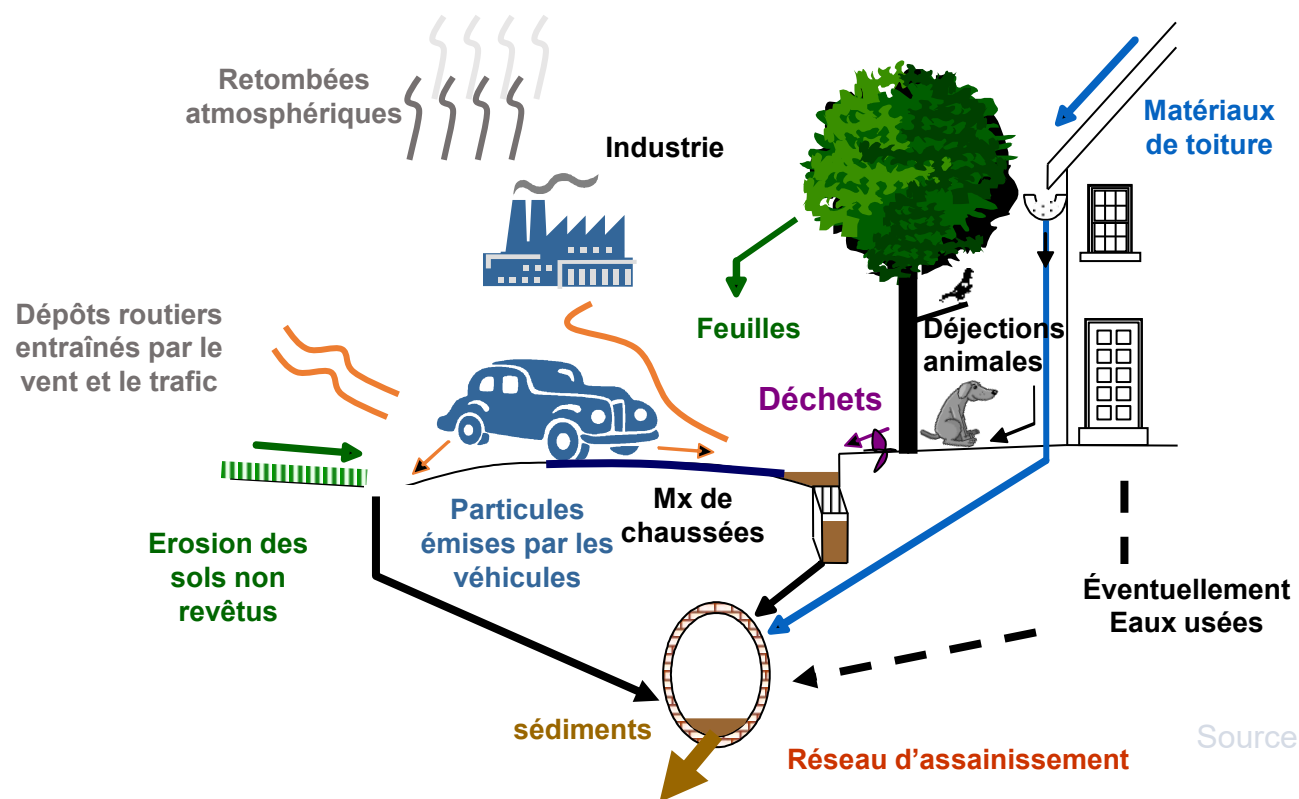 Retombées
atmosphériques
Industrie
Matériaux
de toiture
Dépôts routiers
entraînés par le
vent et le trafic
Feuilles
Déjections
animales
Déchets
Particules
émises par les
véhicules
Mx de
chaussées
Erosion des
sols non
revêtus
Éventuellement
Eaux usées
sédiments
Réseau d'assainissement
Source